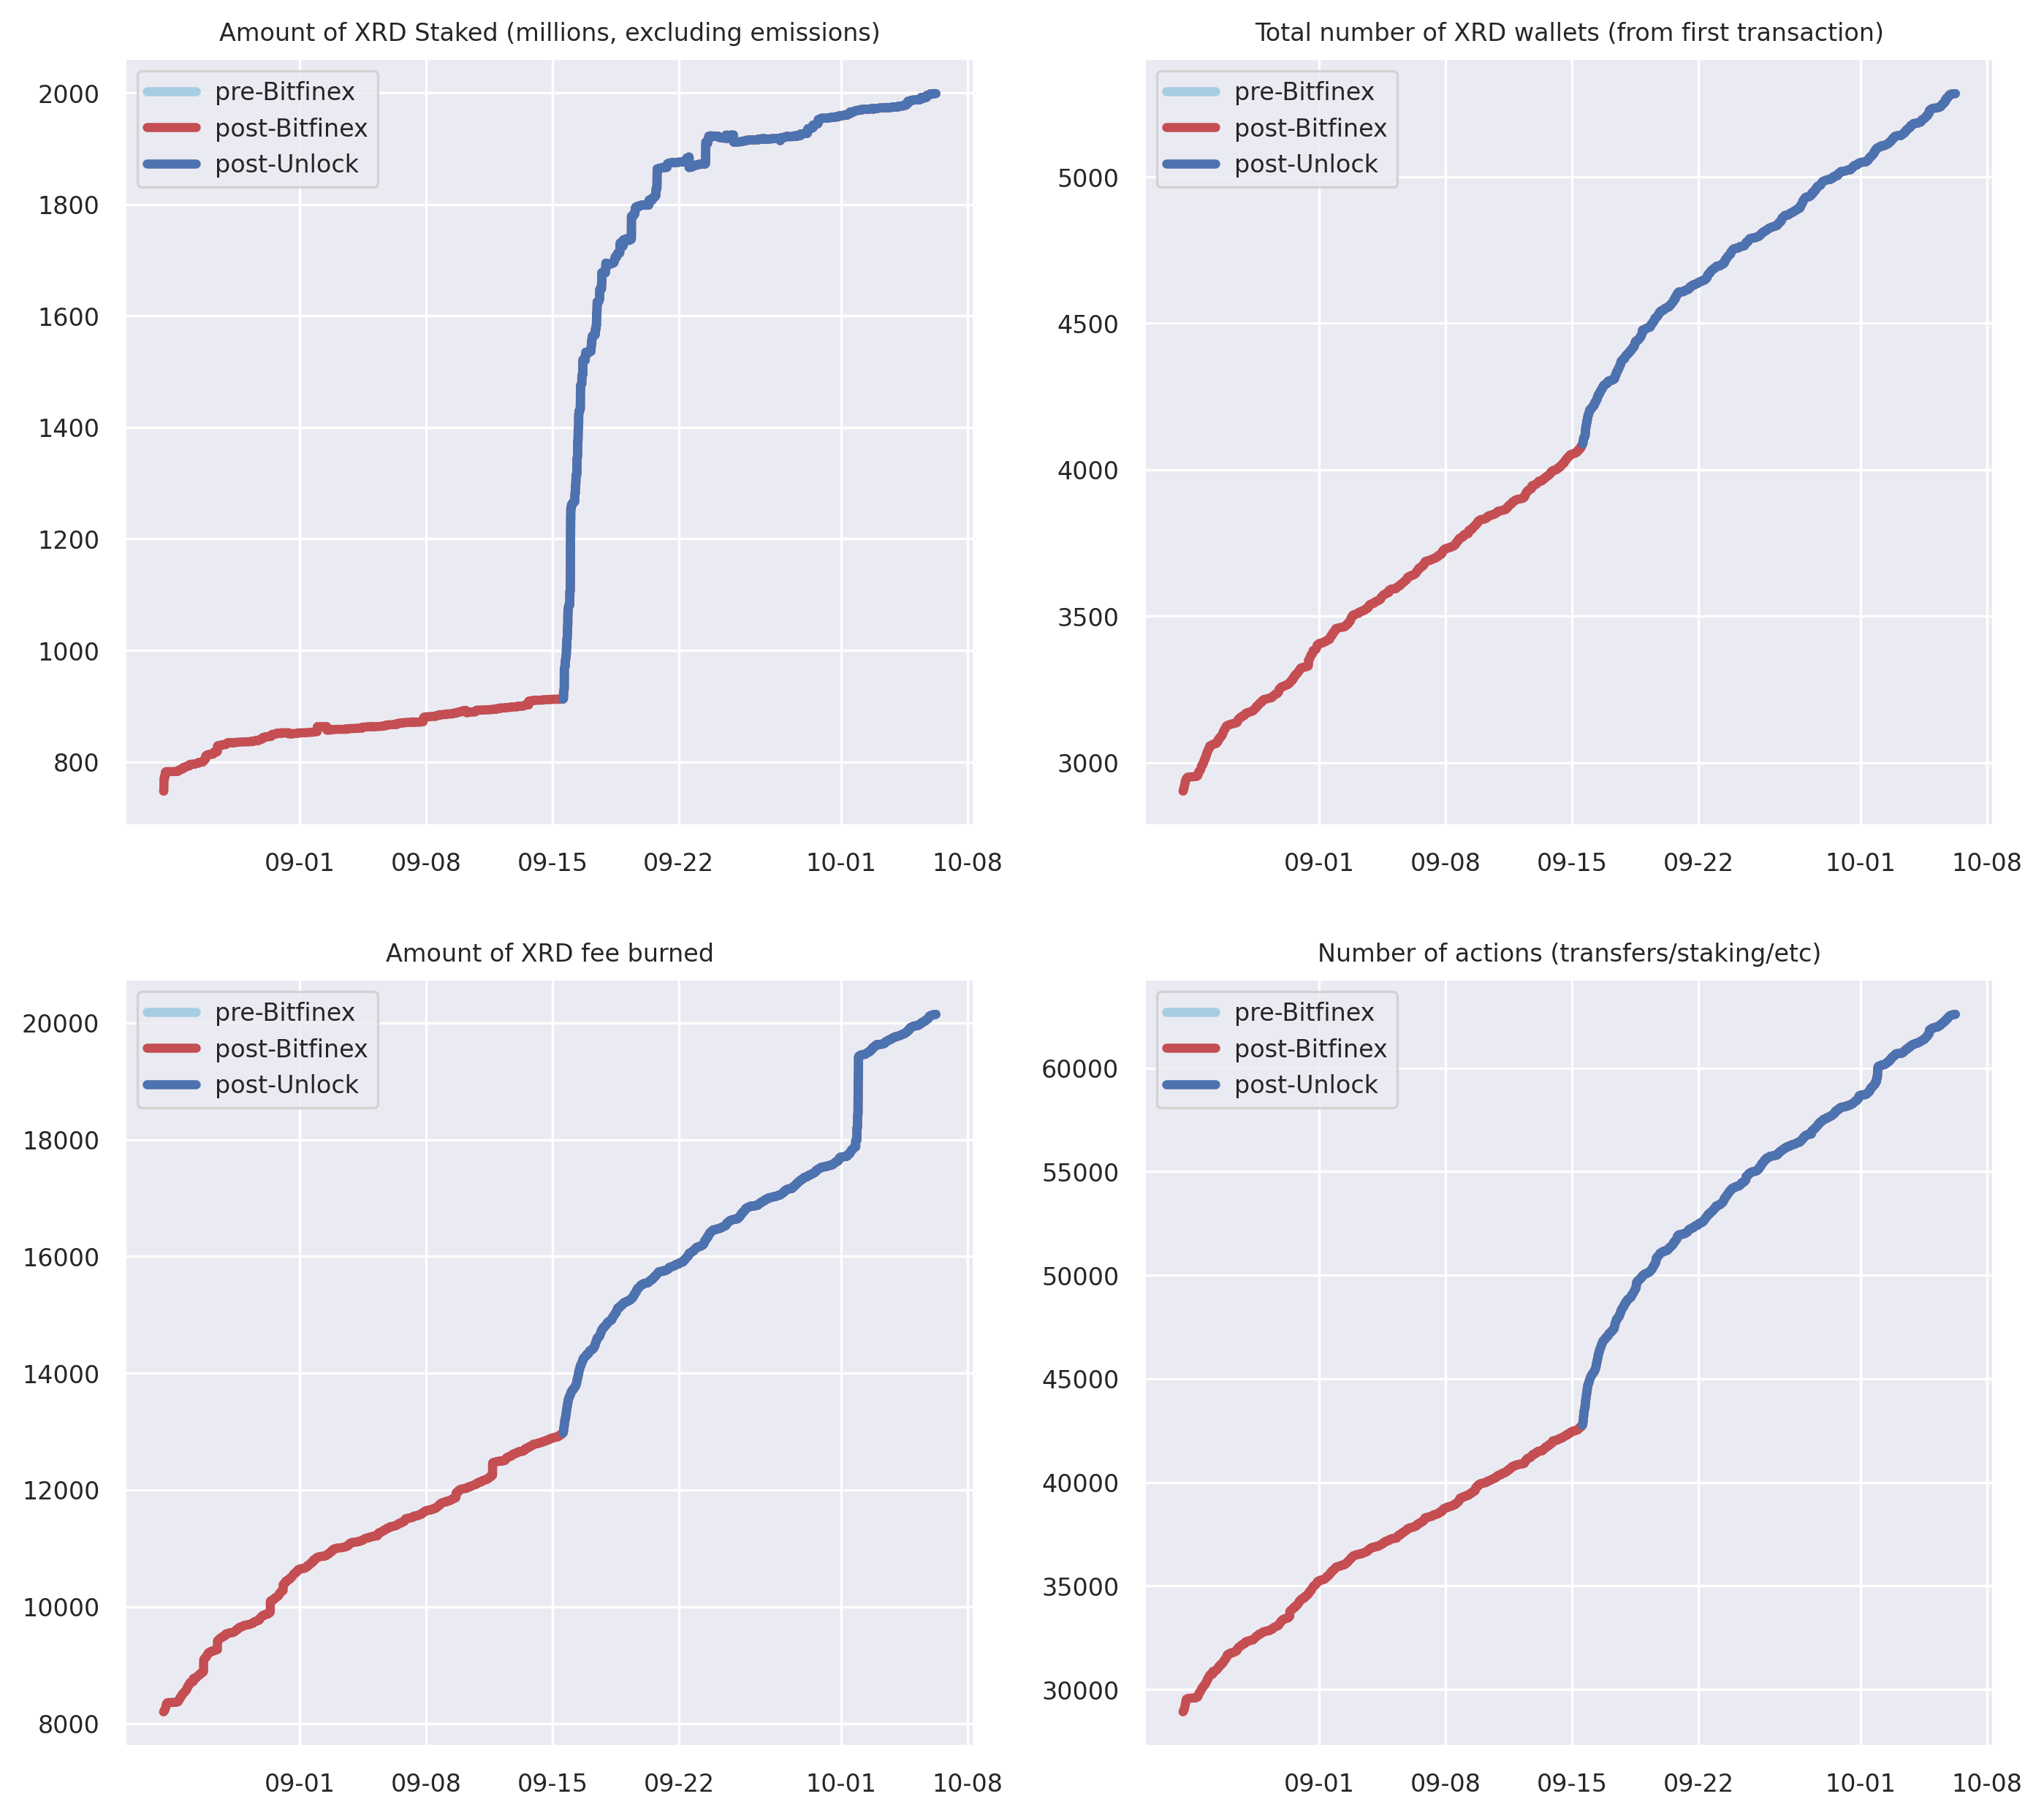 Amount of XRD Staked (millions, excluding emissions)
pre-Bitfinex
post-Bitfinex
post-Unlock
2000
1800
1600
1400
1200
1000
800
09-01 09-08 09-15 09-22 10-01 10-08
Total number of XRD wallets (from first transaction)
pre-Bitfinex
post-Bitfinex
post-Unlock
5000
4500
4000
3500
3000
09-01 09-08 09-15 09-22 10-01 10-08
Amount of XRD fee burned
pre-Bitfinex
post-Bitfinex
post-Unlock
20000
18000
16000
14000
12000
10000
8000
09-01 09-08 09-15 09-22 10-01 10-08
Number of actions (transfers/staking/etc)
pre-Bitfinex
post-Bitfinex
post-Unlock
60000
55000
50000
45000
40000
35000
30000
09-01 09-08 09-15 09-22 10-01 10-08